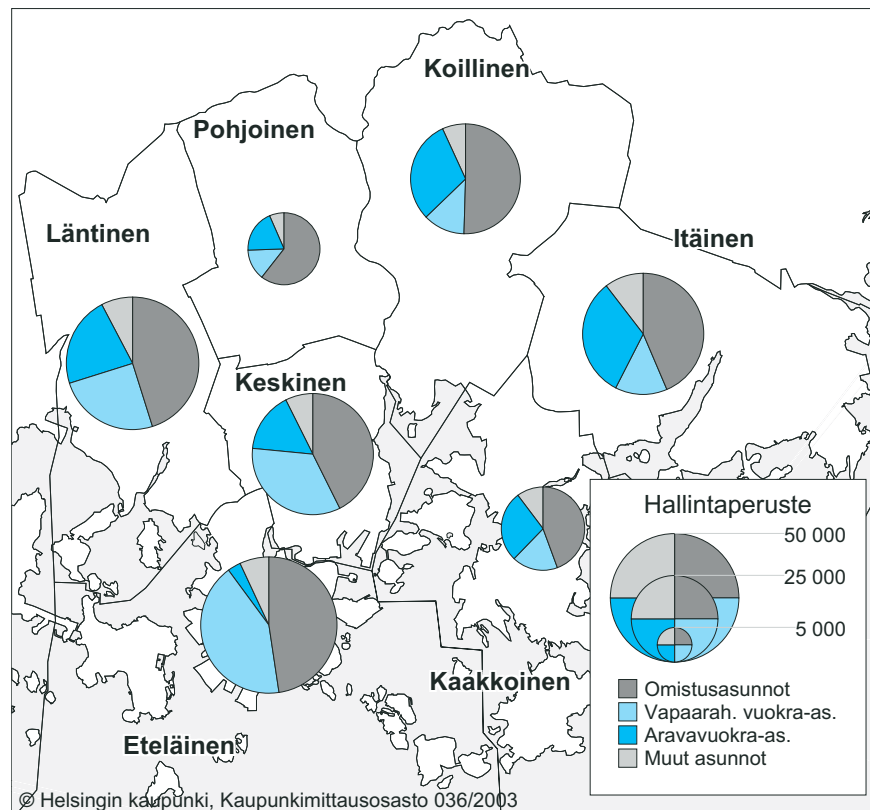 Koillinen
Pohjoinen
Läntinen
Itäinen
Keskinen
Hallintaperuste
50 000
25 000
5 000
Kaakkoinen
Omistusasunnot
Vapaarah. vuokra-as.
Aravavuokra-as.
Muut asunnot
Eteläinen
© Helsingin kaupunki, Kaupunkimittausosasto 036/2003